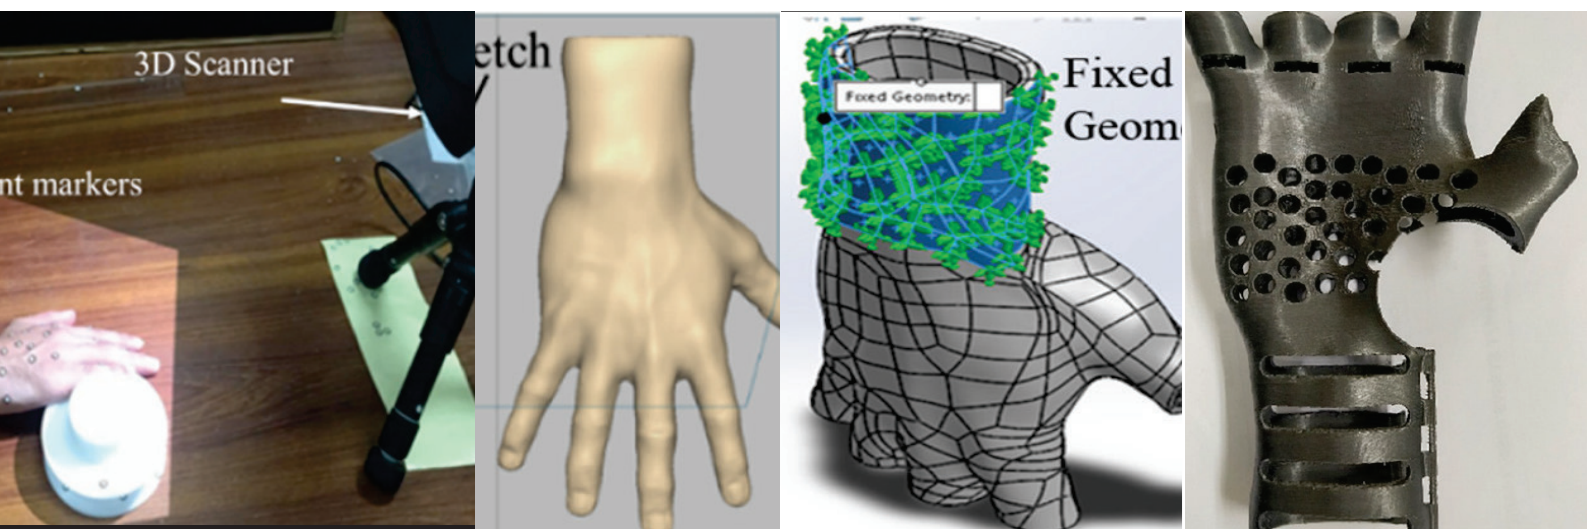 3D Scanner
nt markers
etch
Fixed Geometry:
Fixed
Geom